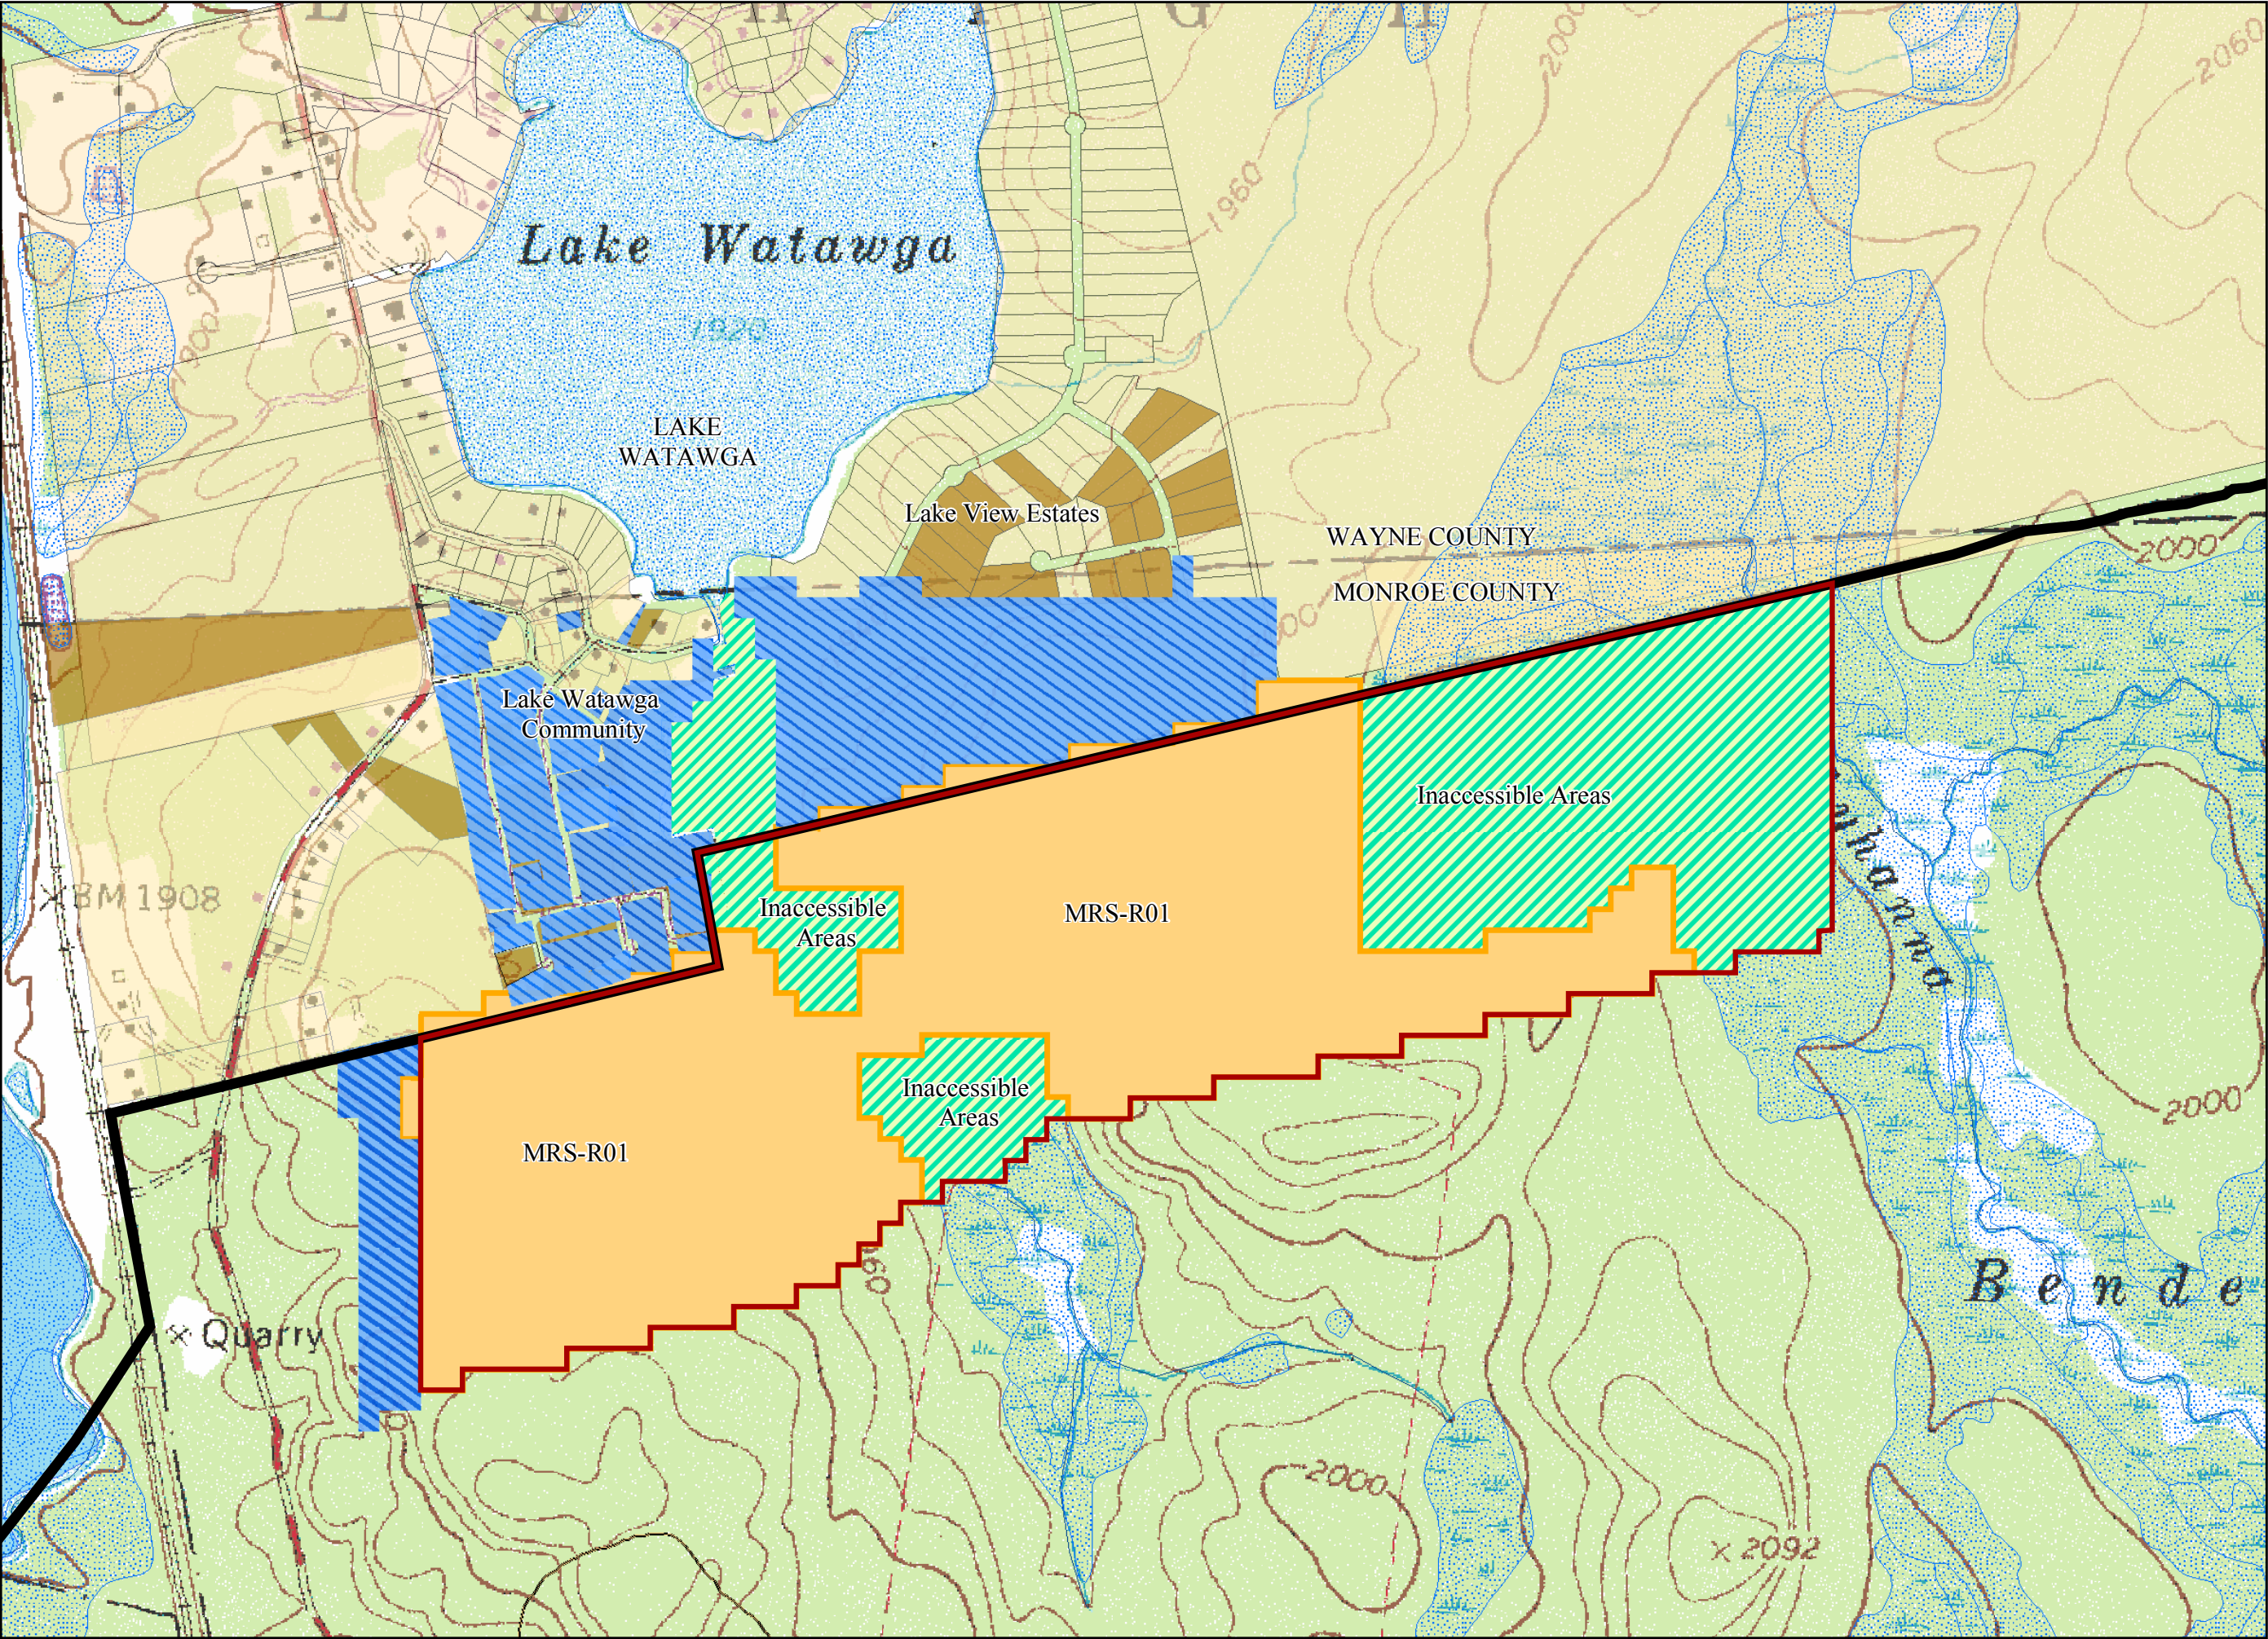 2000
2060
1960
Lake Watawga
1920
LAKE
WATAWGA
Lake View Estates
WAYNE COUNTY
2000
MONROE COUNTY
Lake Watawga
Community
Inaccessible Areas
BM 1908
Inaccessible
Areas
MRS-R01
Inaccessible
Areas
2000
MRS-R01
Bende
Quarry
2000
2092